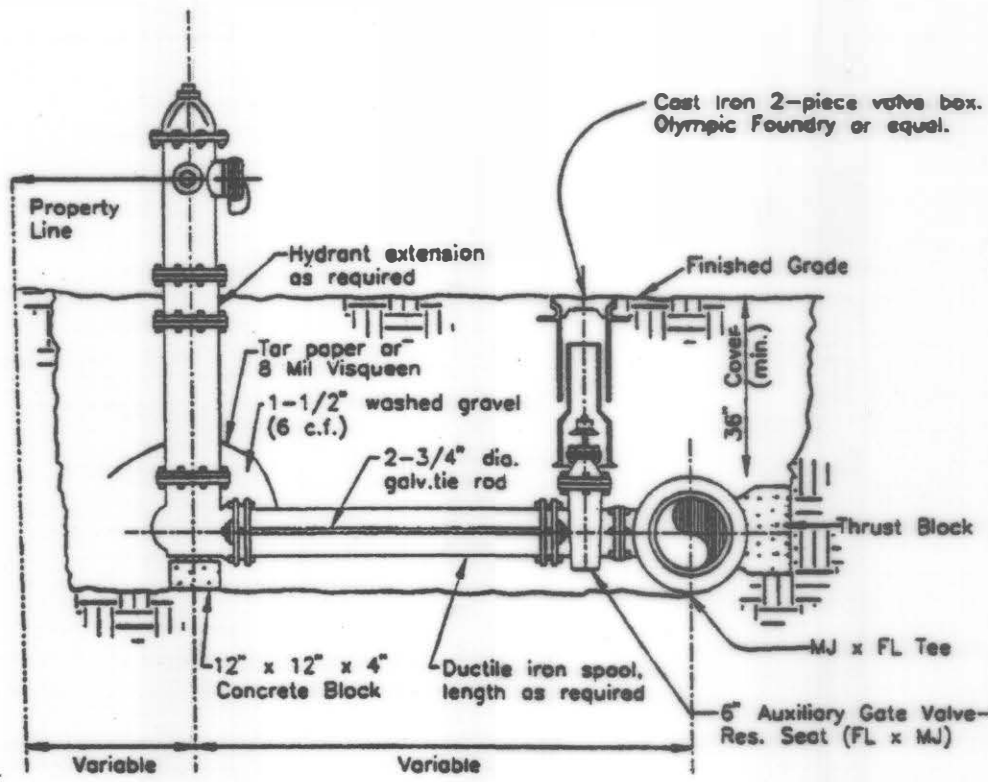 Cast Iron 2-piece valve box.
Olympic Foundry or equal.
Property
Line
Hydrant extension
as required
Finished Grade
Tar paper or
8 Mil Visqueen
1-1/2" washed gravel
(6 c.f.)
36" Cover
(min.)
2-3/4" dia.
galv.tie rod
Thrust Block
MJ x FL Tee
12" x 12" x 4"
Concrete Block
Ductile iron spool,
length as required
6" Auxiliary Gate Valve-
Res. Seat (FL x MJ)
Variable
Variable